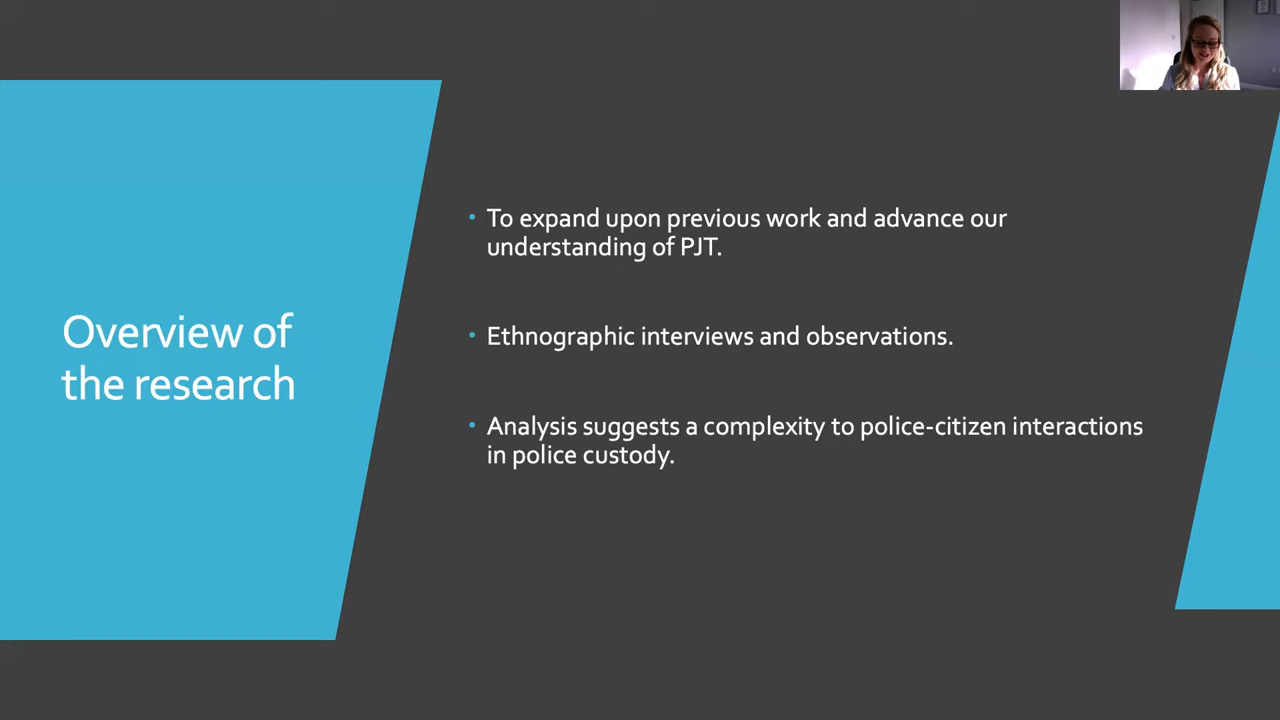 Overview of
the research
• To expand upon previous work and advance our
understanding of PJT.
• Ethnographic interviews and observations.
• Analysis suggests a complexity to police-citizen interactions
in police custody.